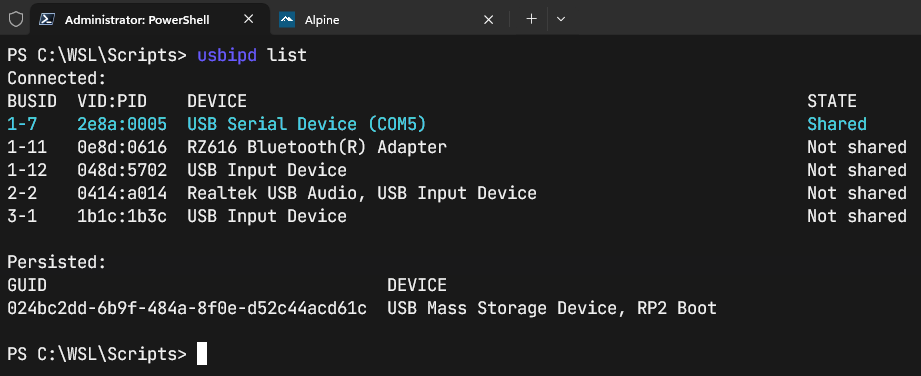 Administrator: PowerShell
Alpine
PS C:\WSL\Scripts> usbipd list
Connected:
BUSID VID:PID DEVICE STATE
1-7 2e8a:0005 USB Serial Device (COM5) Shared
1-11 0e8d:0616 RZ616 Bluetooth(R) Adapter Not shared
1-12 048d:5702 USB Input Device Not shared
2-2 0414:a014 Realtek USB Audio, USB Input Device Not shared
3-1 1b1c:1b3c USB Input Device Not shared
Persisted:
GUID DEVICE
024bc2dd-6b9f-484a-8f0e-d52c44acd61c USB Mass Storage Device, RP2 Boot
PS C:\WSL\Scripts>